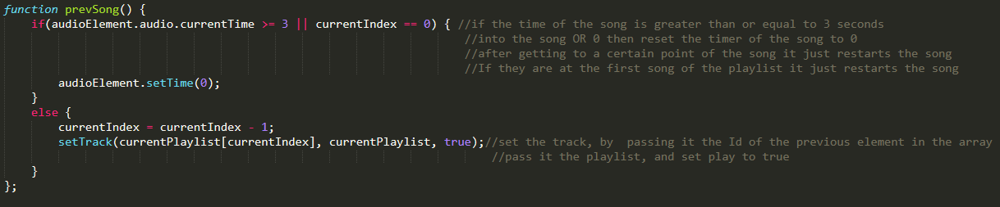 function prevSong() {
    if(audioElement.audio.currentTime >= 3 || currentIndex == 0) { //if the time of the song is greater than or equal to 3 seconds
                                                                    //into the song OR 0 then reset the timer of the song to 0
                                                                    //after getting to a certain point of the song it just restarts the song
                                                                    //If they are at the first song of the playlist it just restarts the song
        audioElement.setTime(0);
    }
    else {
        currentIndex = currentIndex - 1;
        setTrack(currentPlaylist[currentIndex], currentPlaylist, true);//set the track, by  passing it the Id of the previous element in the array
                                                                        //pass it the playlist, and set play to true
    }
};